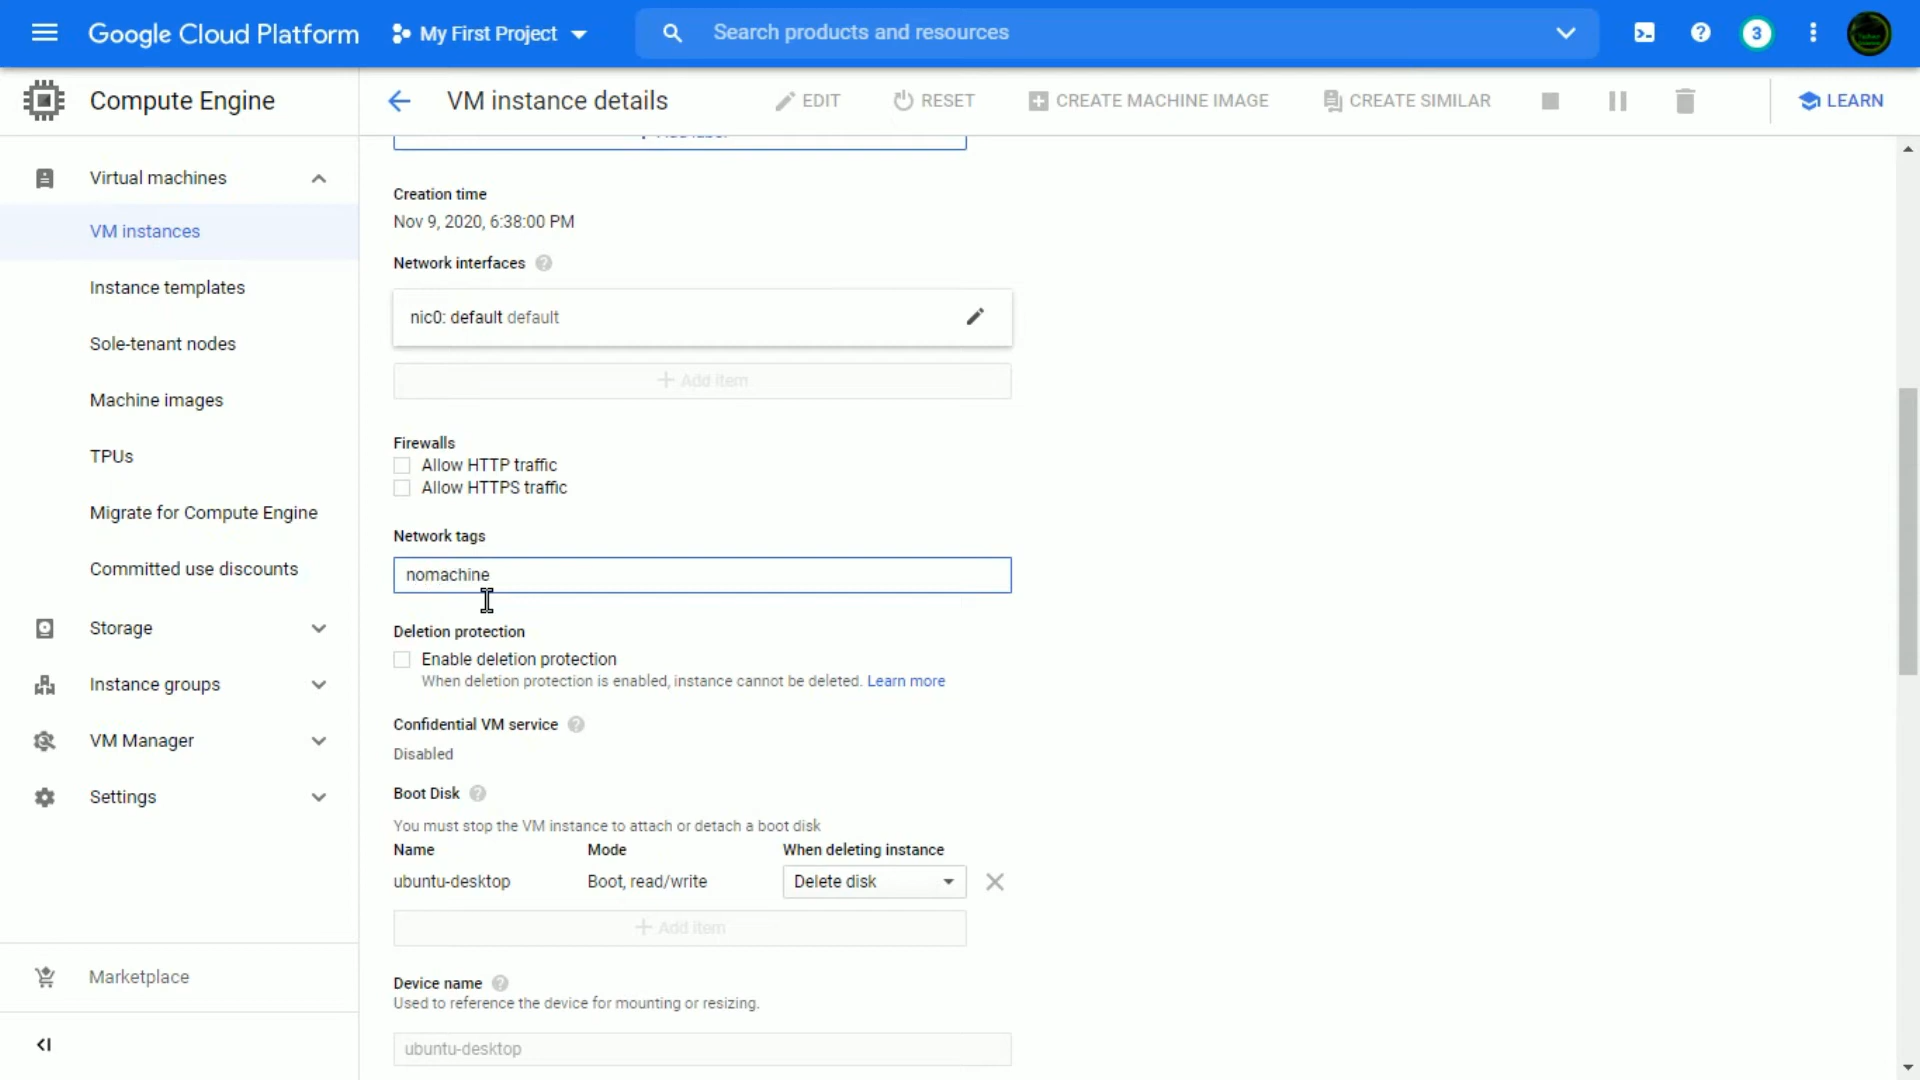 Google Cloud Platform
My First Project
Search products and resources
3
Compute Engine
VM instance details
EDIT
RESET
CREATE MACHINE IMAGE
CREATE SIMILAR
LEARN
Virtual machines
VM instances
Instance templates
Sole-tenant nodes
Machine images
TPUs
Migrate for Compute Engine
Committed use discounts
Storage
Instance groups
VM Manager
Settings
Marketplace
Creation time
Nov 9, 2020, 6:38:00 PM
Network interfaces
nic0: default default
+ Add item
Firewalls
Allow HTTP traffic
Allow HTTPS traffic
Network tags
nomachine
Deletion protection
Enable deletion protection
When deletion protection is enabled, instance cannot be deleted. Learn more
Confidential VM service
Disabled
Boot Disk
You must stop the VM instance to attach or detach a boot disk
Name Mode When deleting instance
ubuntu-desktop Boot, read/write Delete disk
+ Add item
Device name
Used to reference the device for mounting or resizing.
ubuntu-desktop